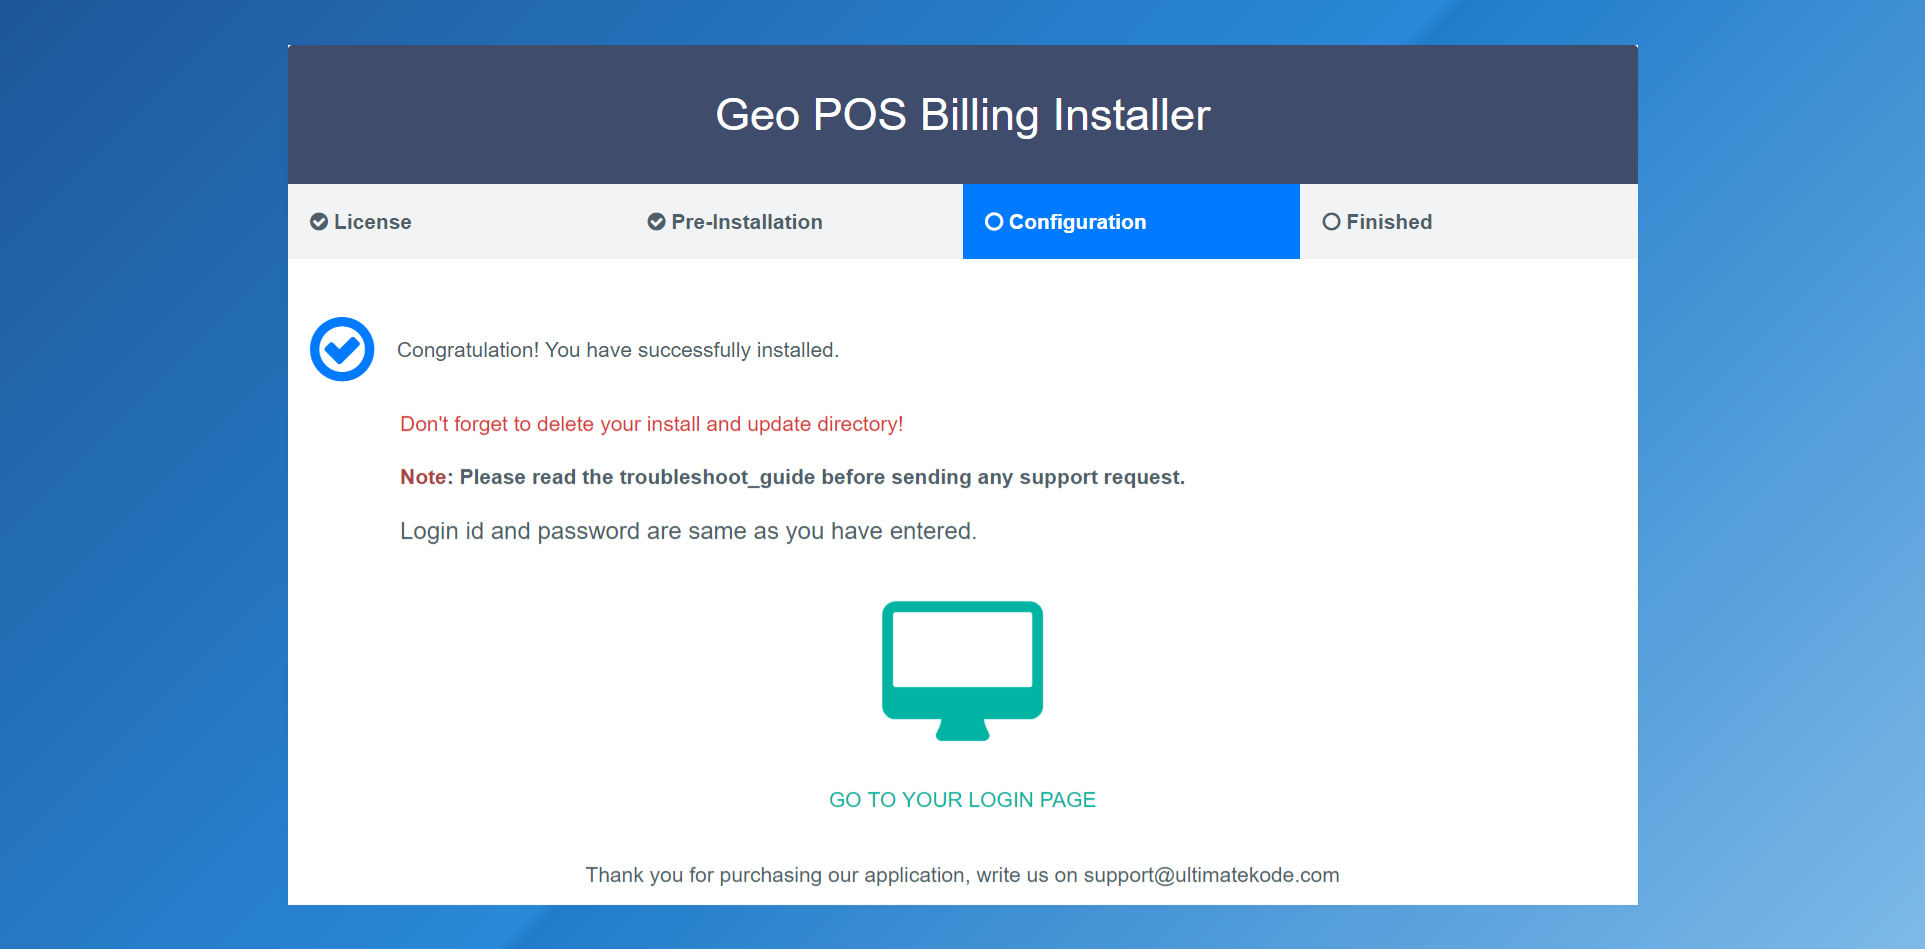 Geo POS Billing Installer
License
Pre-Installation
Configuration
Finished
Congratulation! You have successfully installed.
Don't forget to delete your install and update directory!
Note: Please read the troubleshoot_guide before sending any support request.
Login id and password are same as you have entered.
GO TO YOUR LOGIN PAGE
Thank you for purchasing our application, write us on support@ultimatekode.com